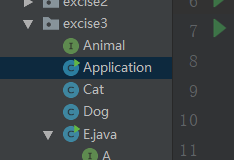 excise2
6
excise3
7
I Animal
C Application
8
C Cat
9
C Dog
10
C E.java
I A
11